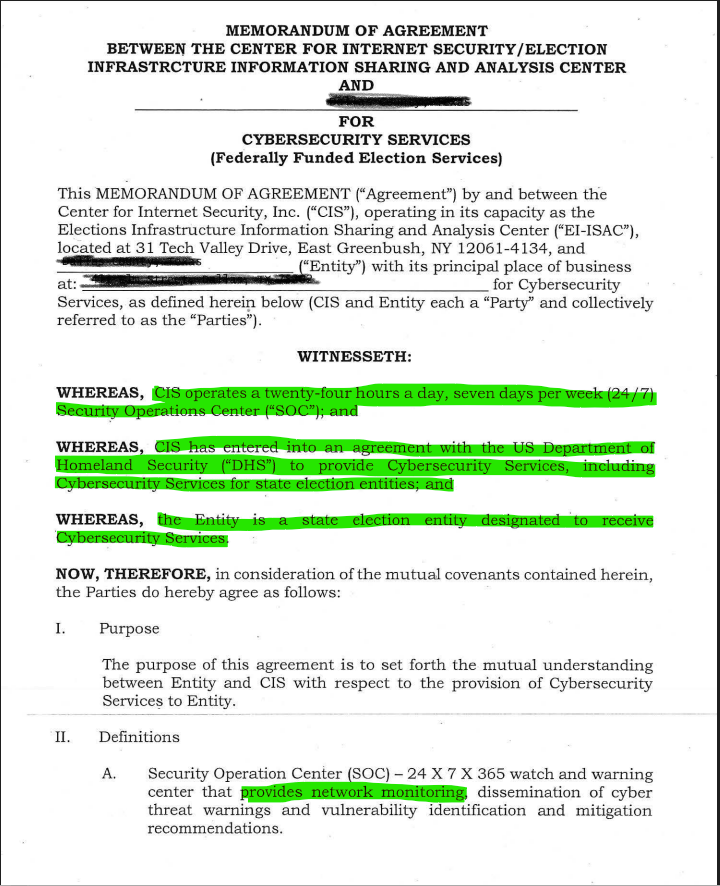 MEMORANDUM OF AGREEMENT
BETWEEN THE CENTER FOR INTERNET SECURITY/ELECTION
INFRASTRCTURE INFORMATION SHARING AND ANALYSIS CENTER
AND
FOR
CYBERSECURITY SERVICES
(Federally Funded Election Services)
This MEMORANDUM OF AGREEMENT (“Agreement”) by and between the
Center for Internet Security, Inc. (“CIS”), operating in its capacity as the
Elections Infrastructure Information Sharing and Analysis Center (“EI-ISAC”),
located at 31 Tech Valley Drive, East Greenbush, NY 12061-4134, and
(“Entity”) with its principal place of business
at: for Cybersecurity
Services, as defined herein below (CIS and Entity each a “Party” and collectively
referred to as the “Parties”).
WITNESSETH:
WHEREAS, CIS operates a twenty-four hours a day, seven days per week (24/7)
Security Operations Center (“SOC”); and
WHEREAS, CIS has entered into an agreement with the US Department of
Homeland Security (“DHS”) to provide Cybersecurity Services, including
Cybersecurity Services for state election entities; and
WHEREAS, the Entity is a state election entity designated to receive
Cybersecurity Services.
NOW, THEREFORE, in consideration of the mutual covenants contained herein,
the Parties do hereby agree as follows:
I. Purpose
The purpose of this agreement is to set forth the mutual understanding
between Entity and CIS with respect to the provision of Cybersecurity
Services to Entity.
II. Definitions
A. Security Operation Center (SOC) – 24 X 7 X 365 watch and warning
center that provides network monitoring, dissemination of cyber
threat warnings and vulnerability identification and mitigation
recommendations.